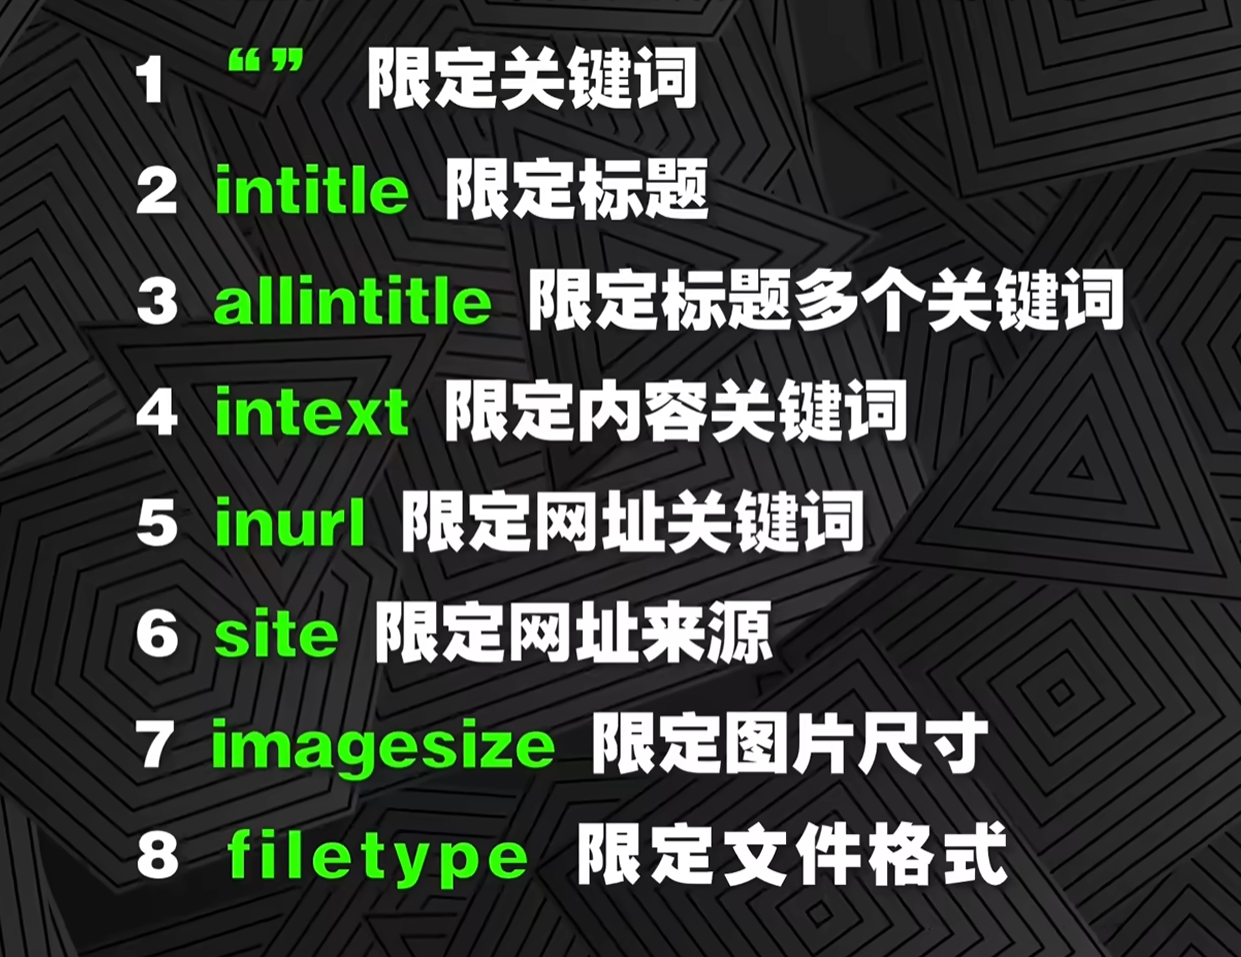 1 “” 限定关键词
2 intitle 限定标题
3 allintitle 限定标题多个关键词
4 intext 限定内容关键词
5 inurl 限定网址关键词
6 site 限定网址来源
7 imagesize 限定图片尺寸
8 filetype 限定文件格式